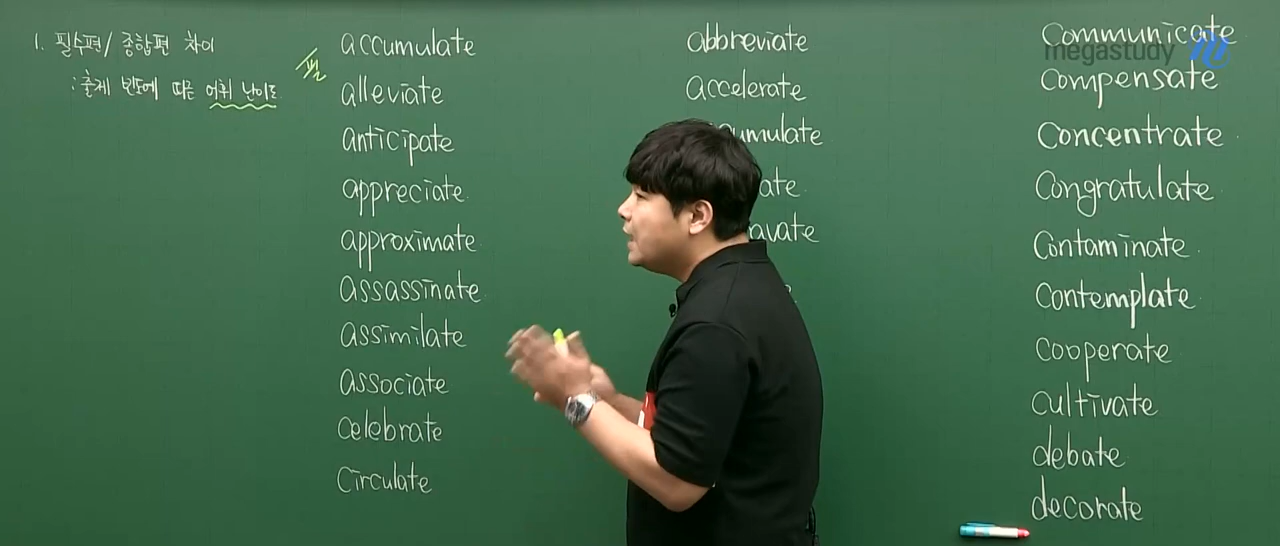 1. 필수편/ 종합편 차이
: 출제 빈도에 따른 어휘 난이도
필
accumulate
alleviate
anticipate
appreciate
approximate
assassinate
assimilate
associate
celebrate
circulate
abbreviate
accelerate
Communicate
megastudy
Compensate
Concentrate
Congratulate
Contaminate
Contemplate
Cooperate
Cultivate
debate
decorate